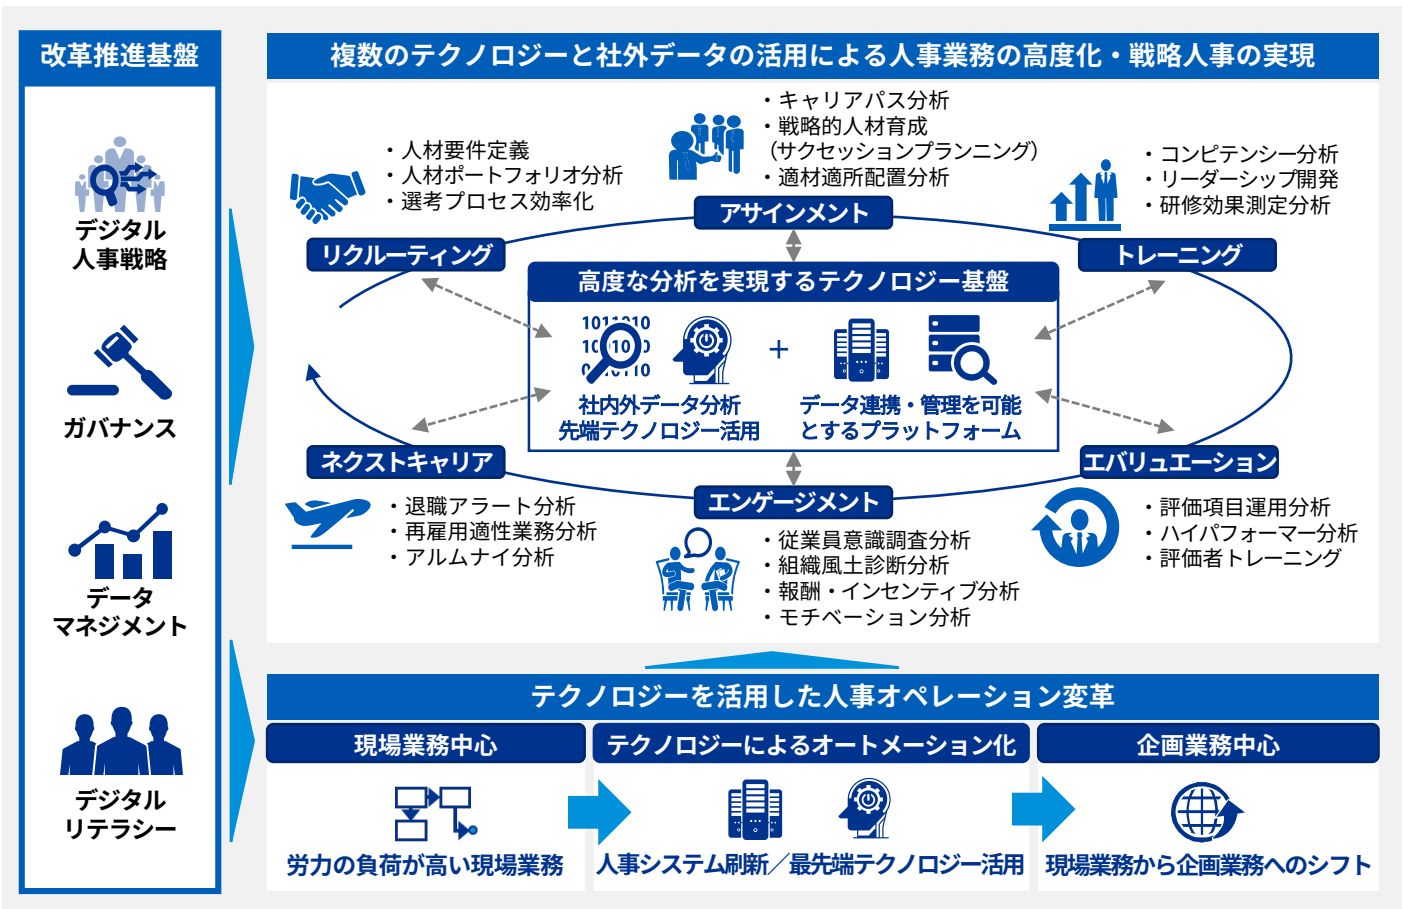 改革推進基盤
デジタル
人事戦略
ガバナンス
データ
マネジメント
デジタル
リテラシー
複数のテクノロジーと社外データの活用による人事業務の高度化・戦略人事の実現
・人材要件定義
・人材ポートフォリオ分析
・選考プロセス効率化
リクルーティング
・キャリアパス分析
・戦略的人材育成
（サクセッションプランニング）
・適材適所配置分析
アサインメント
・コンピテンシー分析
・リーダーシップ開発
・研修効果測定分析
トレーニング
高度な分析を実現するテクノロジー基盤
+
社内外データ分析
先端テクノロジー活用
データ連携・管理を可能
とするプラットフォーム
ネクストキャリア
・退職アラート分析
・再雇用適性業務分析
・アルムナイ分析
エンゲージメント
・従業員意識調査分析
・組織風土診断分析
・報酬・インセンティブ分析
・モチベーション分析
エバリュエーション
・評価項目運用分析
・ハイパフォーマー分析
・評価者トレーニング
テクノロジーを活用した人事オペレーション変革
現場業務中心
労力の負荷が高い現場業務
テクノロジーによるオートメーション化
人事システム刷新／最先端テクノロジー活用
企画業務中心
現場業務から企画業務へのシフト